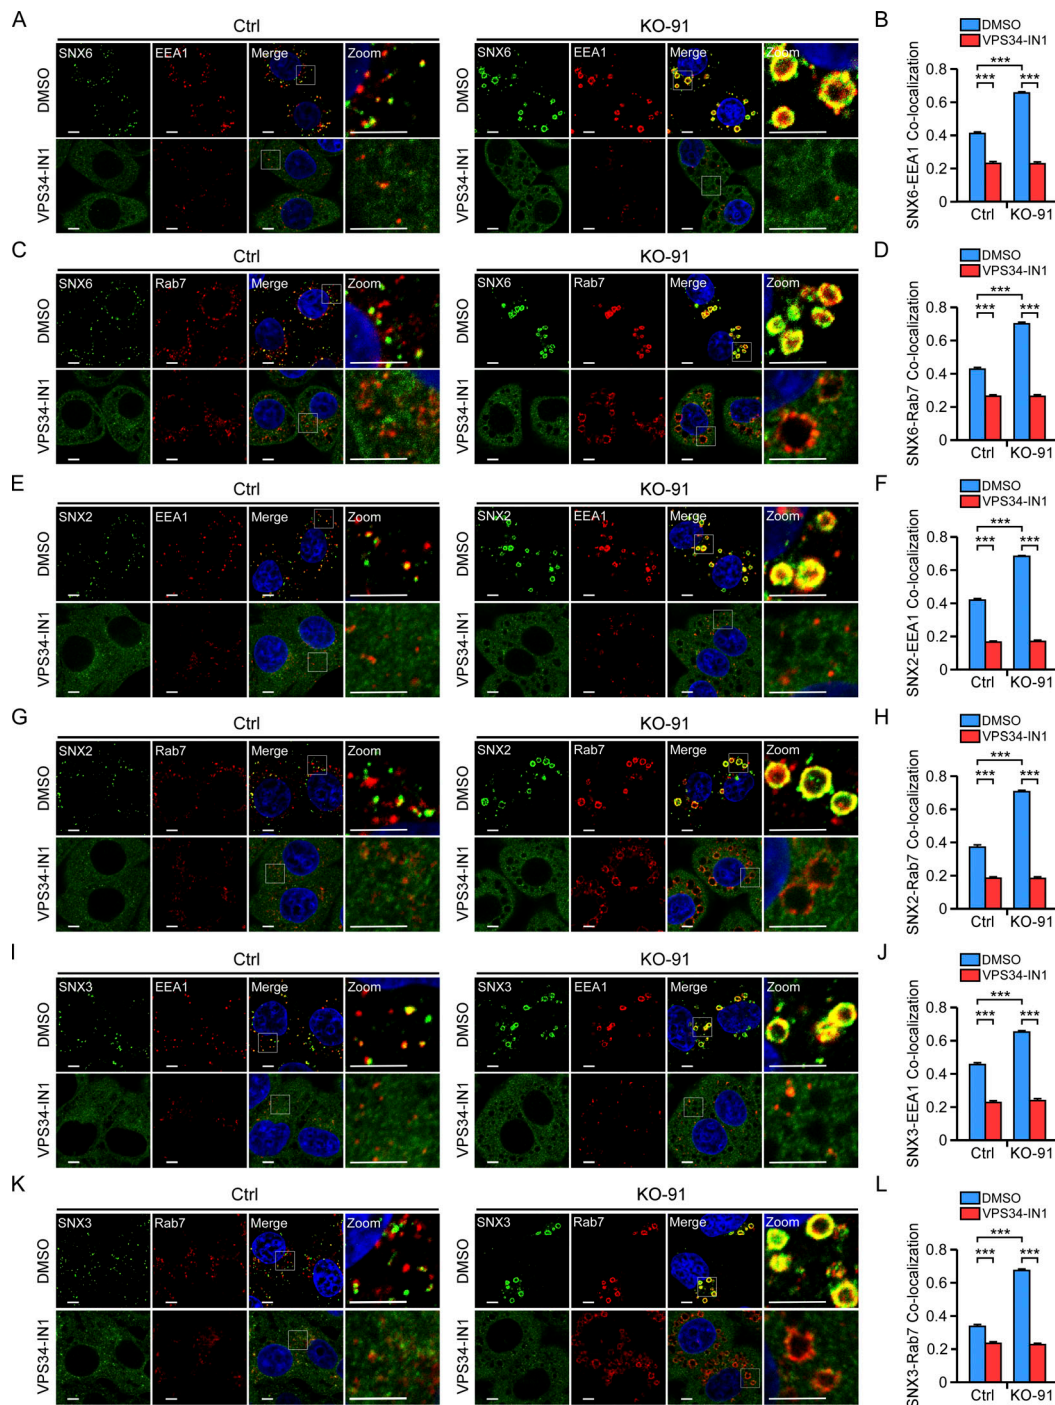 A
Ctrl
KO-91
SNX6 EEA1 Merge Zoom
SNX6 EEA1 Merge Zoom
DMSO
VPS34-IN1
DMSO
VPS34-IN1
B
DMSO
VPS34-IN1
SNX6-EEA1 Co-localization
0.8
0.6
0.4
0.2
0
***
*** ***
Ctrl KO-91
C
Ctrl
KO-91
SNX6 Rab7 Merge Zoom
SNX6 Rab7 Merge Zoom
DMSO
VPS34-IN1
DMSO
VPS34-IN1
D
DMSO
VPS34-IN1
SNX6-Rab7 Co-localization
0.8
0.6
0.4
0.2
0
***
*** ***
Ctrl KO-91
E
Ctrl
KO-91
SNX2 EEA1 Merge Zoom
SNX2 EEA1 Merge Zoom
DMSO
VPS34-IN1
DMSO
VPS34-IN1
F
DMSO
VPS34-IN1
SNX2-EEA1 Co-localization
0.8
0.6
0.4
0.2
0
***
*** ***
Ctrl KO-91
G
Ctrl
KO-91
SNX2 Rab7 Merge Zoom
SNX2 Rab7 Merge Zoom
DMSO
VPS34-IN1
DMSO
VPS34-IN1
H
DMSO
VPS34-IN1
SNX2-Rab7 Co-localization
0.8
0.6
0.4
0.2
0
***
*** ***
Ctrl KO-91
I
Ctrl
KO-91
SNX3 EEA1 Merge Zoom
SNX3 EEA1 Merge Zoom
DMSO
VPS34-IN1
DMSO
VPS34-IN1
J
DMSO
VPS34-IN1
SNX3-EEA1 Co-localization
0.8
0.6
0.4
0.2
0
***
*** ***
Ctrl KO-91
K
Ctrl
KO-91
SNX3 Rab7 Merge Zoom
SNX3 Rab7 Merge Zoom
DMSO
VPS34-IN1
DMSO
VPS34-IN1
L
DMSO
VPS34-IN1
SNX3-Rab7 Co-localization
0.8
0.6
0.4
0.2
0
***
*** ***
Ctrl KO-91